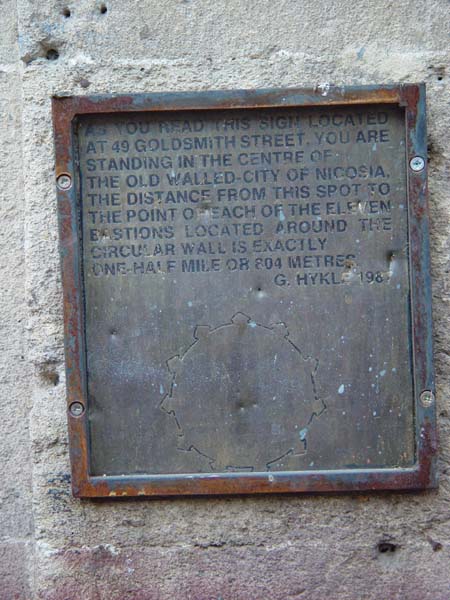 AS YOU READ THIS SIGN LOCATED
AT 49 GOLDSMITH STREET, YOU ARE
STANDING IN THE CENTRE OF
THE OLD WALLED-CITY OF NICOSIA.
THE DISTANCE FROM THIS SPOT TO
THE POINT OF EACH OF THE ELEVEN
BASTIONS LOCATED AROUND THE
CIRCULAR WALL IS EXACTLY
ONE-HALF MILE OR 804 METRES.
G.